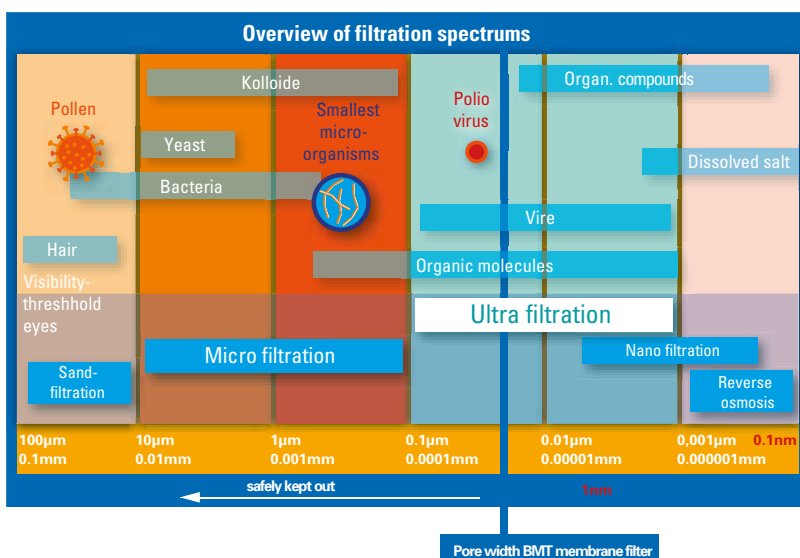 Overview of filtration spectrums
Kolloide
Organ. compounds
Pollen
Smallest
micro-
organisms
Polio
virus
Yeast
Dissolved salt
Bacteria
Vire
Hair
Organic molecules
Visibility-
threshhold
eyes
Ultra filtration
Micro filtration
Nano filtration
Sand-
filtration
Reverse
osmosis
100µm 10µm 1µm 0.1µm 0.01µm 0,001µm 0.1nm
0.1mm 0.01mm 0.001mm 0.0001mm 0.00001mm 0.000001mm
safely kept out
1nm
Pore width BMT membrane filter